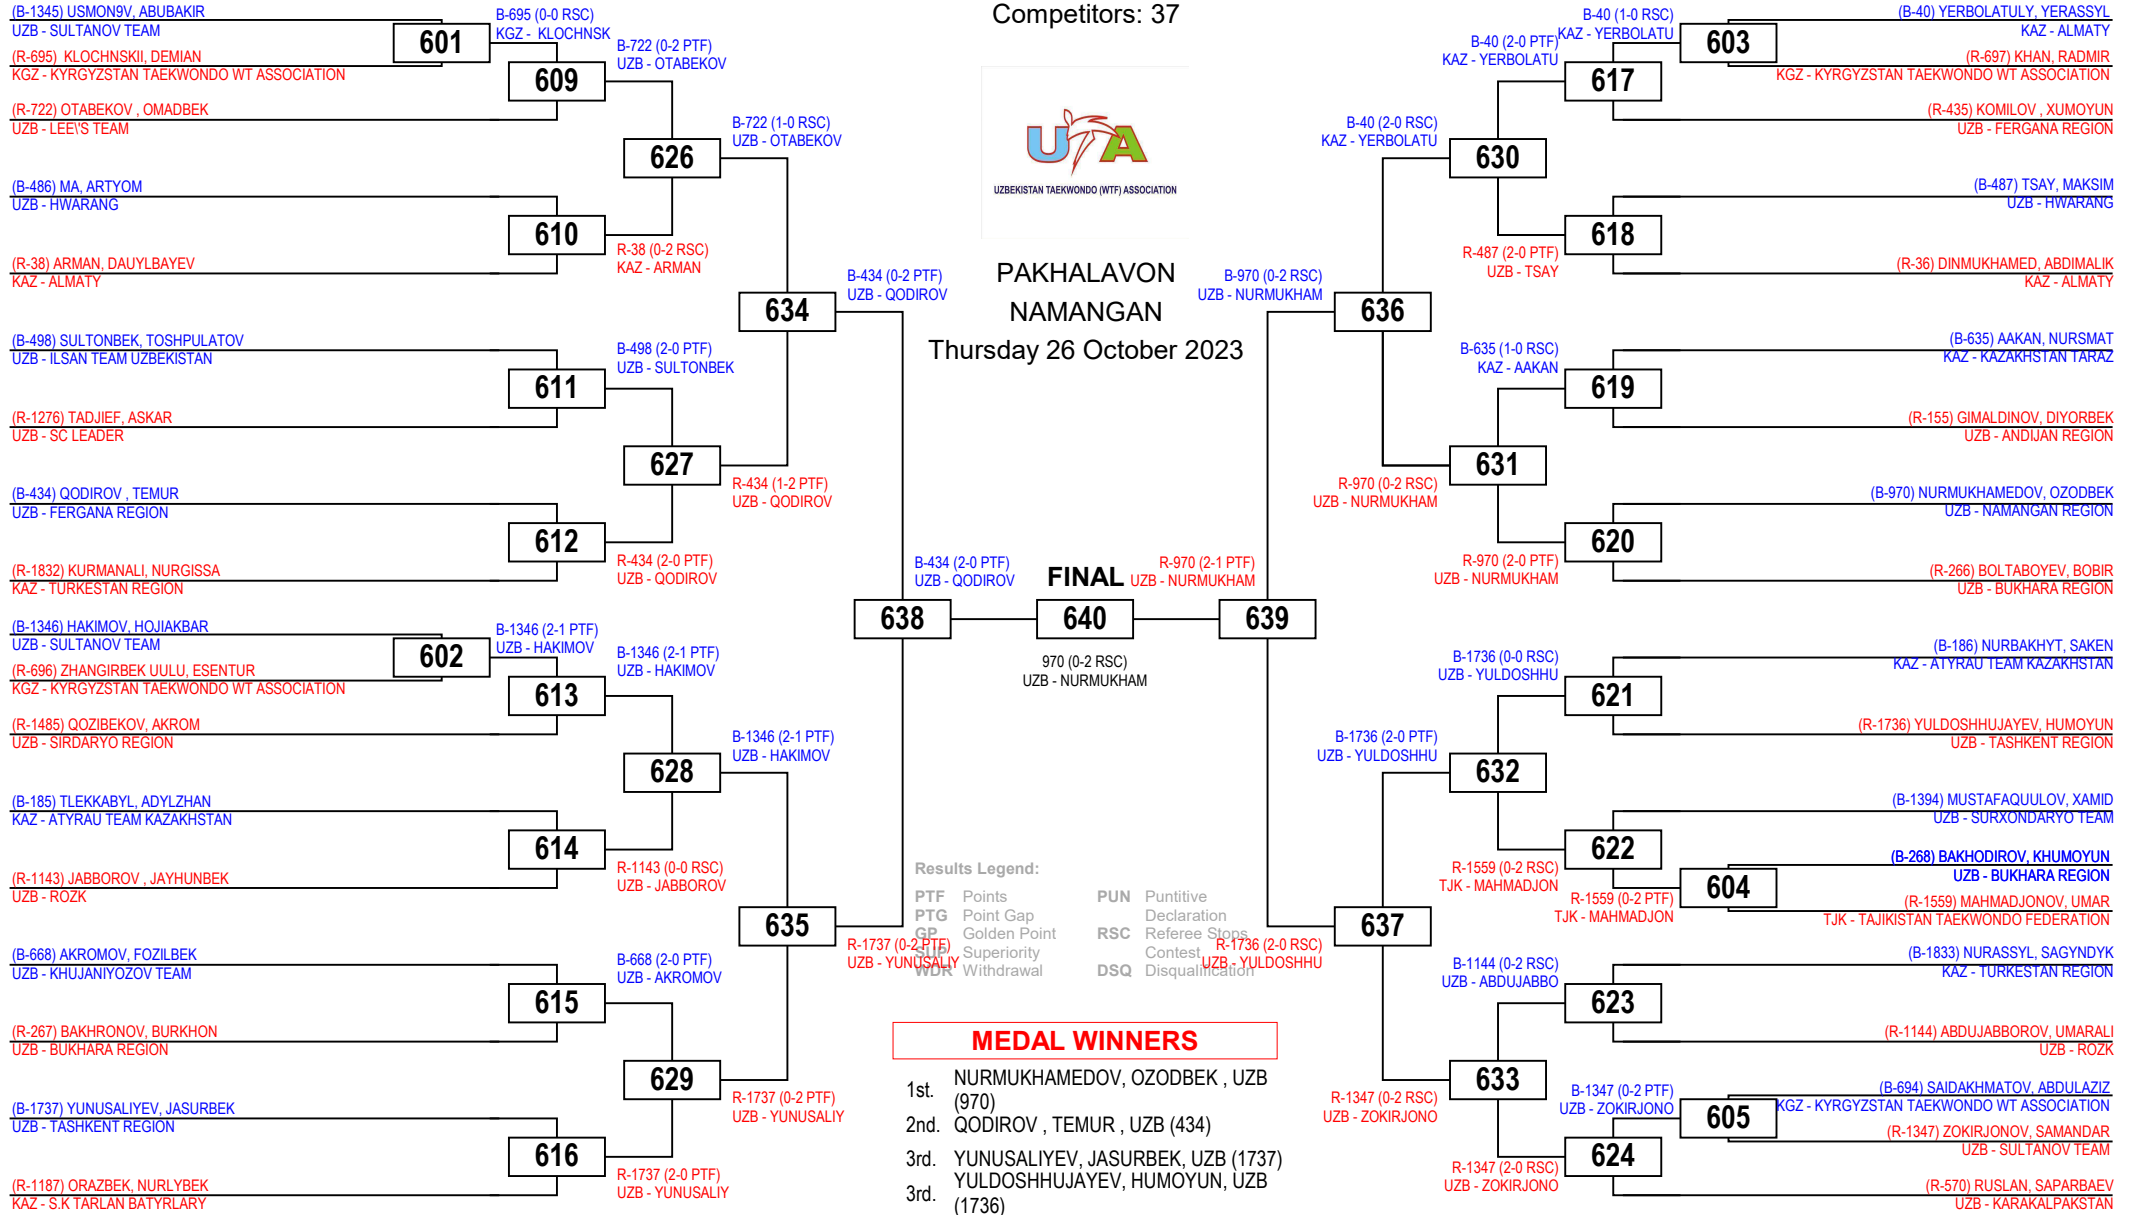 Competitors: 37
UTA
UZBEKISTAN TAEKWONDO (WTF) ASSOCIATION
PAKHALAVON
NAMANGAN
Thursday 26 October 2023
(B-1345) USMON9V, ABUBAKIR
UZB - SULTANOV TEAM
601
(R-695) KLOCHNSKII, DEMIAN
KGZ - KYRGYZSTAN TAEKWONDO WT ASSOCIATION
B-695 (0-0 RSC)
KGZ - KLOCHNSK
609
(R-722) OTABEKOV , OMADBEK
UZB - LEE\'S TEAM
B-722 (0-2 PTF)
UZB - OTABEKOV
626
(B-486) MA, ARTYOM
UZB - HWARANG
610
(R-38) ARMAN, DAUYLBAYEV
KAZ - ALMATY
R-38 (0-2 RSC)
KAZ - ARMAN
B-722 (1-0 RSC)
UZB - OTABEKOV
634
(B-498) SULTONBEK, TOSHPULATOV
UZB - ILSAN TEAM UZBEKISTAN
611
(R-1276) TADJIEF, ASKAR
UZB - SC LEADER
B-498 (2-0 PTF)
UZB - SULTONBEK
627
R-434 (1-2 PTF)
UZB - QODIROV
(B-434) QODIROV , TEMUR
UZB - FERGANA REGION
612
(R-1832) KURMANALI, NURGISSA
KAZ - TURKESTAN REGION
R-434 (2-0 PTF)
UZB - QODIROV
B-434 (0-2 PTF)
UZB - QODIROV
638
(B-1346) HAKIMOV, HOJIAKBAR
UZB - SULTANOV TEAM
602
(R-696) ZHANGIRBEK UULU, ESENTUR
KGZ - KYRGYZSTAN TAEKWONDO WT ASSOCIATION
B-1346 (2-1 PTF)
UZB - HAKIMOV
613
(R-1485) QOZIBEKOV, AKROM
UZB - SIRDARYO REGION
B-1346 (2-1 PTF)
UZB - HAKIMOV
628
(B-185) TLEKKABYL, ADYLZHAN
KAZ - ATYRAU TEAM KAZAKHSTAN
614
(R-1143) JABBOROV , JAYHUNBEK
UZB - ROZK
R-1143 (0-0 RSC)
UZB - JABBOROV
B-1346 (2-1 PTF)
UZB - HAKIMOV
635
(B-668) AKROMOV, FOZILBEK
UZB - KHUJANIYOZOV TEAM
615
(R-267) BAKHRONOV, BURKHON
UZB - BUKHARA REGION
B-668 (2-0 PTF)
UZB - AKROMOV
629
R-1737 (0-2 PTF)
UZB - YUNUSALIY
(B-1737) YUNUSALIYEV, JASURBEK
UZB - TASHKENT REGION
616
(R-1187) ORAZBEK, NURLYBEK
KAZ - S.K TARLAN BATYRLARY
R-1737 (2-0 PTF)
UZB - YUNUSALIY
R-1737 (0-2 PTF)
UZB - YUNUSALIY
B-434 (2-0 PTF)
UZB - QODIROV
FINAL
640
970 (0-2 RSC)
UZB - NURMUKHAM
R-970 (2-1 PTF)
UZB - NURMUKHAM
639
(B-40) YERBOLATULY, YERASSYL
KAZ - ALMATY
603
(R-697) KHAN, RADMIR
KGZ - KYRGYZSTAN TAEKWONDO WT ASSOCIATION
B-40 (1-0 RSC)
KAZ - YERBOLATU
617
(R-435) KOMILOV , XUMOYUN
UZB - FERGANA REGION
B-40 (2-0 PTF)
KAZ - YERBOLATU
630
(B-487) TSAY, MAKSIM
UZB - HWARANG
618
(R-36) DINMUKHAMED, ABDIMALIK
KAZ - ALMATY
R-487 (2-0 PTF)
UZB - TSAY
B-40 (2-0 RSC)
KAZ - YERBOLATU
636
B-970 (0-2 RSC)
UZB - NURMUKHAM
(B-635) AAKAN, NURSMAT
KAZ - KAZAKHSTAN TARAZ
619
(R-155) GIMALDINOV, DIYORBEK
UZB - ANDIJAN REGION
B-635 (1-0 RSC)
KAZ - AAKAN
631
R-970 (0-2 RSC)
UZB - NURMUKHAM
(B-970) NURMUKHAMEDOV, OZODBEK
UZB - NAMANGAN REGION
620
(R-266) BOLTABOYEV, BOBIR
UZB - BUKHARA REGION
R-970 (2-0 PTF)
UZB - NURMUKHAM
(B-186) NURBAKHYT, SAKEN
KAZ - ATYRAU TEAM KAZAKHSTAN
621
(R-1736) YULDOSHHUJAYEV, HUMOYUN
UZB - TASHKENT REGION
B-1736 (0-0 RSC)
UZB - YULDOSHHU
632
B-1736 (2-0 PTF)
UZB - YULDOSHHU
(B-1394) MUSTAFAQUULOV, XAMID
UZB - SURXONDARYO TEAM
622
R-1559 (0-2 RSC)
TJK - MAHMADJON
(B-268) BAKHODIROV, KHUMOYUN
UZB - BUKHARA REGION
604
R-1559 (0-2 PTF)
TJK - MAHMADJON
(R-1559) MAHMADJONOV, UMAR
TJK - TAJIKISTAN TAEKWONDO FEDERATION
637
R-1736 (2-0 RSC)
UZB - YULDOSHHU
(B-1833) NURASSYL, SAGYNDYK
KAZ - TURKESTAN REGION
623
(R-1144) ABDUJABBOROV, UMARALI
UZB - ROZK
B-1144 (0-2 RSC)
UZB - ABDUJABBO
633
R-1347 (0-2 RSC)
UZB - ZOKIRJONO
(B-694) SAIDAKHMATOV, ABDULAZIZ
KGZ - KYRGYZSTAN TAEKWONDO WT ASSOCIATION
605
(R-1347) ZOKIRJONOV, SAMANDAR
UZB - SULTANOV TEAM
B-1347 (0-2 PTF)
UZB - ZOKIRJONO
624
R-1347 (2-0 RSC)
UZB - ZOKIRJONO
(R-570) RUSLAN, SAPARBAEV
UZB - KARAKALPAKSTAN
Results Legend:
PTF Points
PTG Point Gap
GP Golden Point
SUP Superiority
WDR Withdrawal
PUN Puntitive
Declaration
RSC Referee Stops
Contest
DSQ Disqualification
MEDAL WINNERS
1st. NURMUKHAMEDOV, OZODBEK , UZB
(970)
2nd. QODIROV , TEMUR , UZB (434)
3rd. YUNUSALIYEV, JASURBEK, UZB (1737)
3rd. YULDOSHHUJAYEV, HUMOYUN, UZB
(1736)